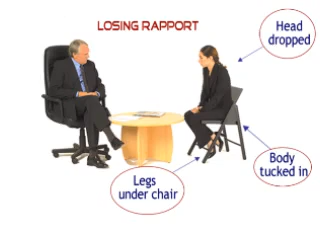 LOSING RAPPORT
Head
dropped
Body
tucked in
Legs
under chair